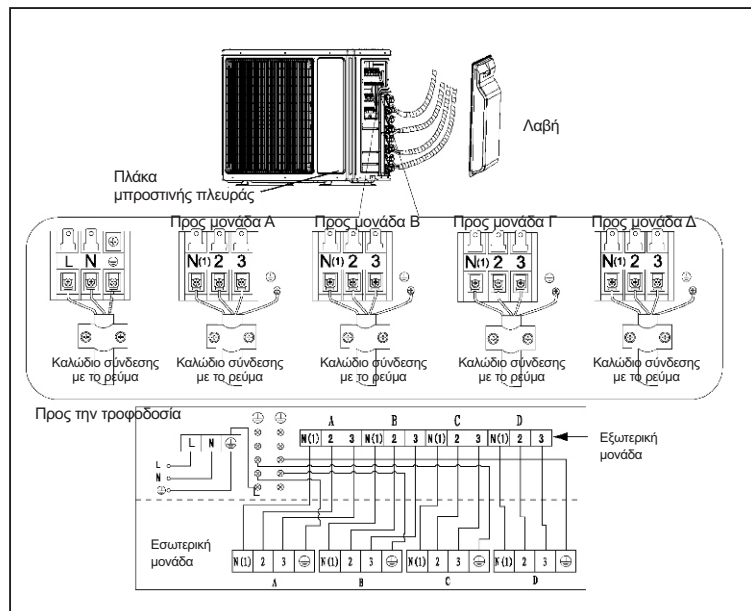 Λαβή
Πλάκα
μπροστινής πλευράς
Προς μονάδα Α Προς μονάδα Β Προς μονάδα Γ Προς μονάδα Δ
L N
N(1) 2 3
N(1) 2 3
N(1) 2 3
N(1) 2 3
Καλώδιο σύνδεσης
με το ρεύμα
Καλώδιο σύνδεσης
με το ρεύμα
Καλώδιο σύνδεσης
με το ρεύμα
Καλώδιο σύνδεσης
με το ρεύμα
Καλώδιο σύνδεσης
με το ρεύμα
Προς την τροφοδοσία
A B C D
L N
N(1) 2 3 N(1) 2 3 N(1) 2 3 N(1) 2 3
Εξωτερική
μονάδα
L
N
Εσωτερική
μονάδα
N(1) 2 3 N(1) 2 3 N(1) 2 3 N(1) 2 3
A B C D